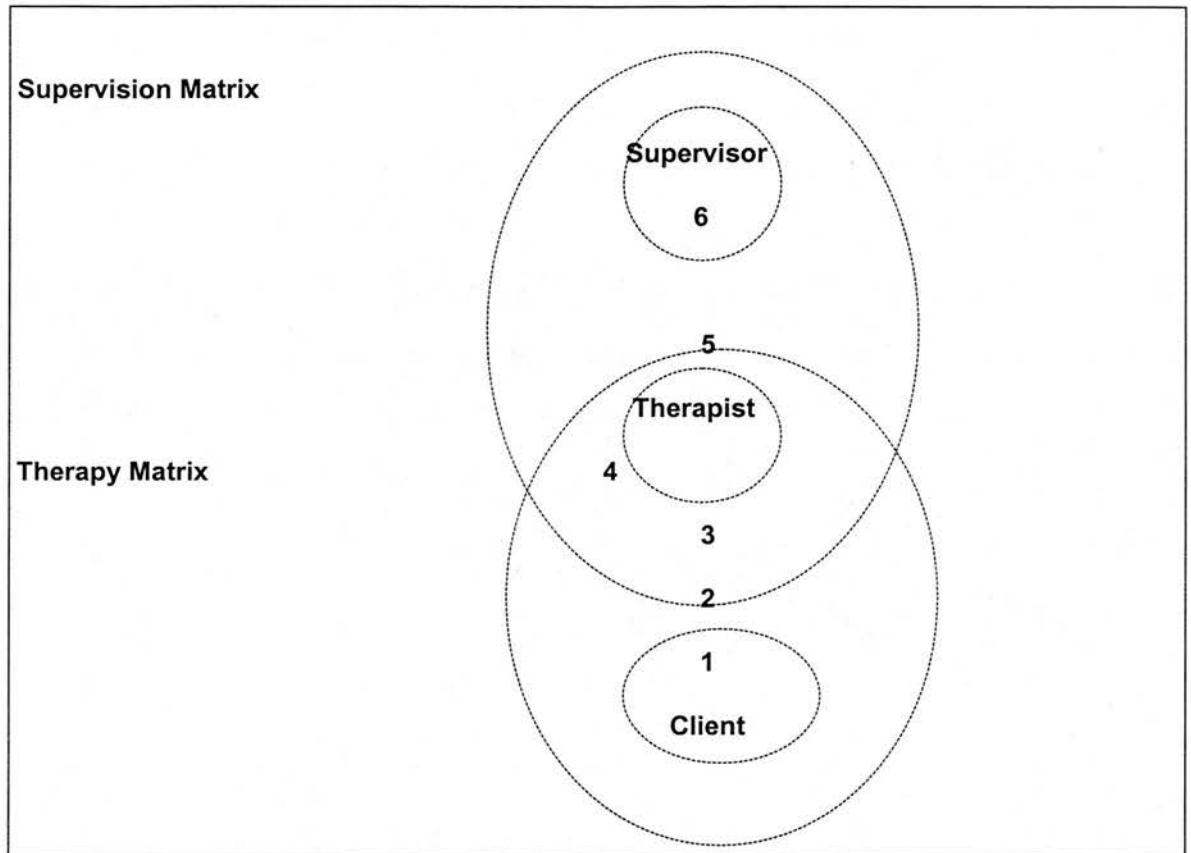 Supervision Matrix
Supervisor
6
5
Therapist
Therapy Matrix
4
3
2
1
Client